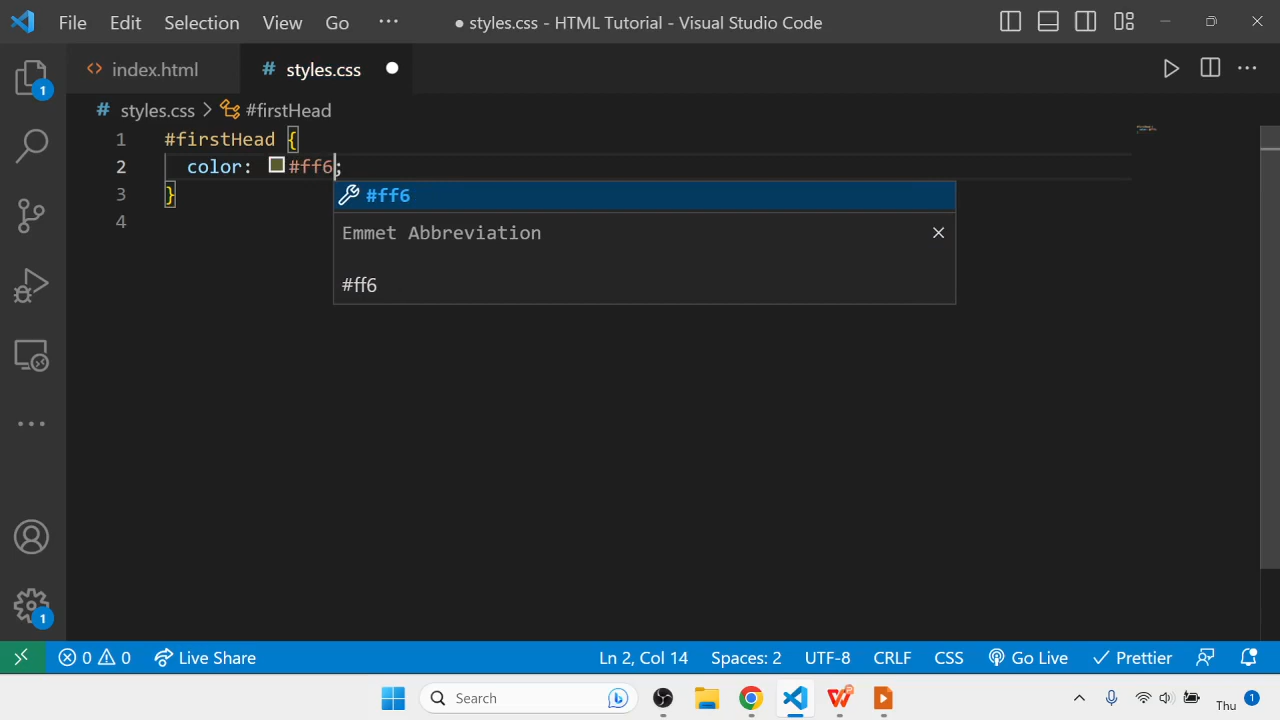 File Edit Selection View Go ··· ● styles.css - HTML Tutorial - Visual Studio Code
<> index.html # styles.css ●
# styles.css > #firstHead
1 #firstHead {
2 color: #ff6;
3 }
4
#ff6
Emmet Abbreviation
#ff6
1
1
0 0 Live Share Ln 2, Col 14 Spaces: 2 UTF-8 CRLF CSS Go Live Prettier
Search Thu 1